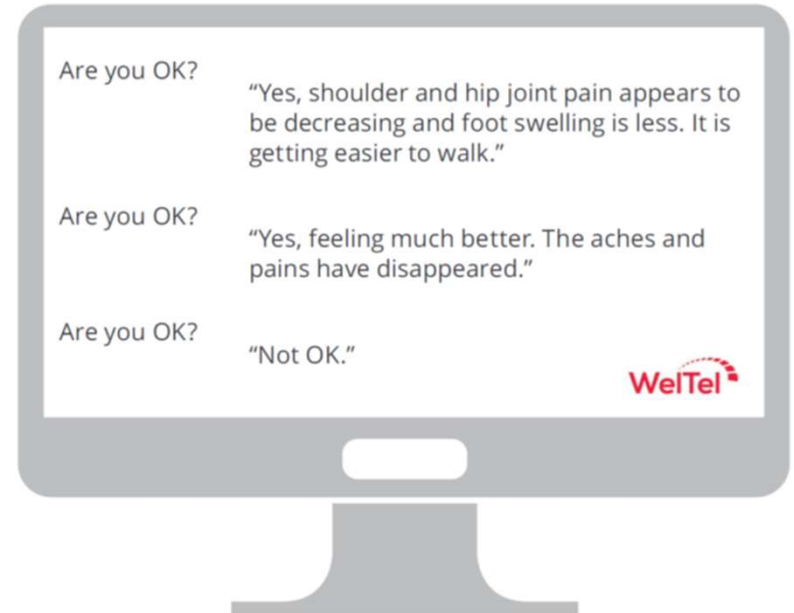 Are you OK?
“Yes, shoulder and hip joint pain appears to
be decreasing and foot swelling is less. It is
getting easier to walk.”
Are you OK?
“Yes, feeling much better. The aches and
pains have disappeared.”
Are you OK?
“Not OK.”
WelTel